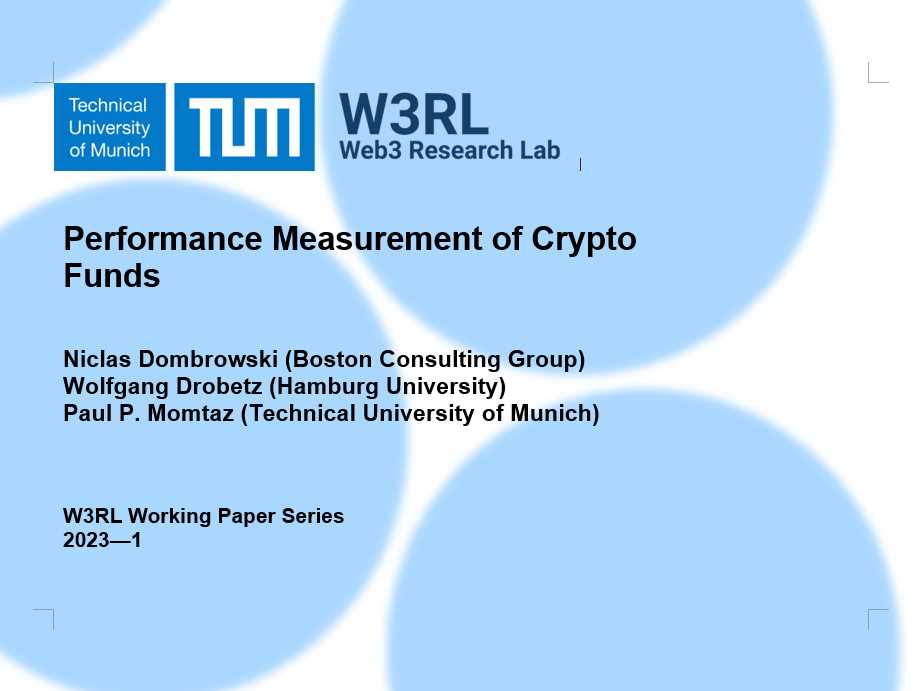 Technical
University
of Munich
TUM
W3RL
Web3 Research Lab
Performance Measurement of Crypto
Funds
Niclas Dombrowski (Boston Consulting Group)
Wolfgang Drobetz (Hamburg University)
Paul P. Momtaz (Technical University of Munich)
W3RL Working Paper Series
2023—1